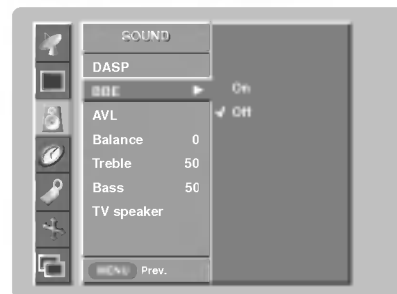 SOUND
DASP
BBE On
AVL Off
Balance 0
Treble 50
Bass 50
TV speaker
MENU Prev.